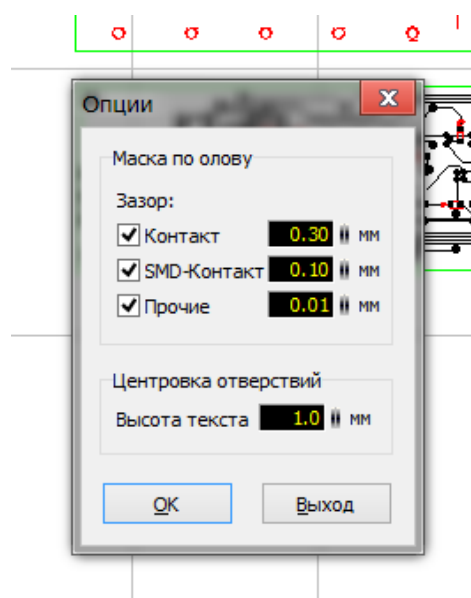 Опции
Маска по олову
Зазор:
Контакт 0.30 мм
SMD-Контакт 0.10 мм
Прочие 0.01 мм
Центровка отверствий
Высота текста 1.0 мм
OK
Выход